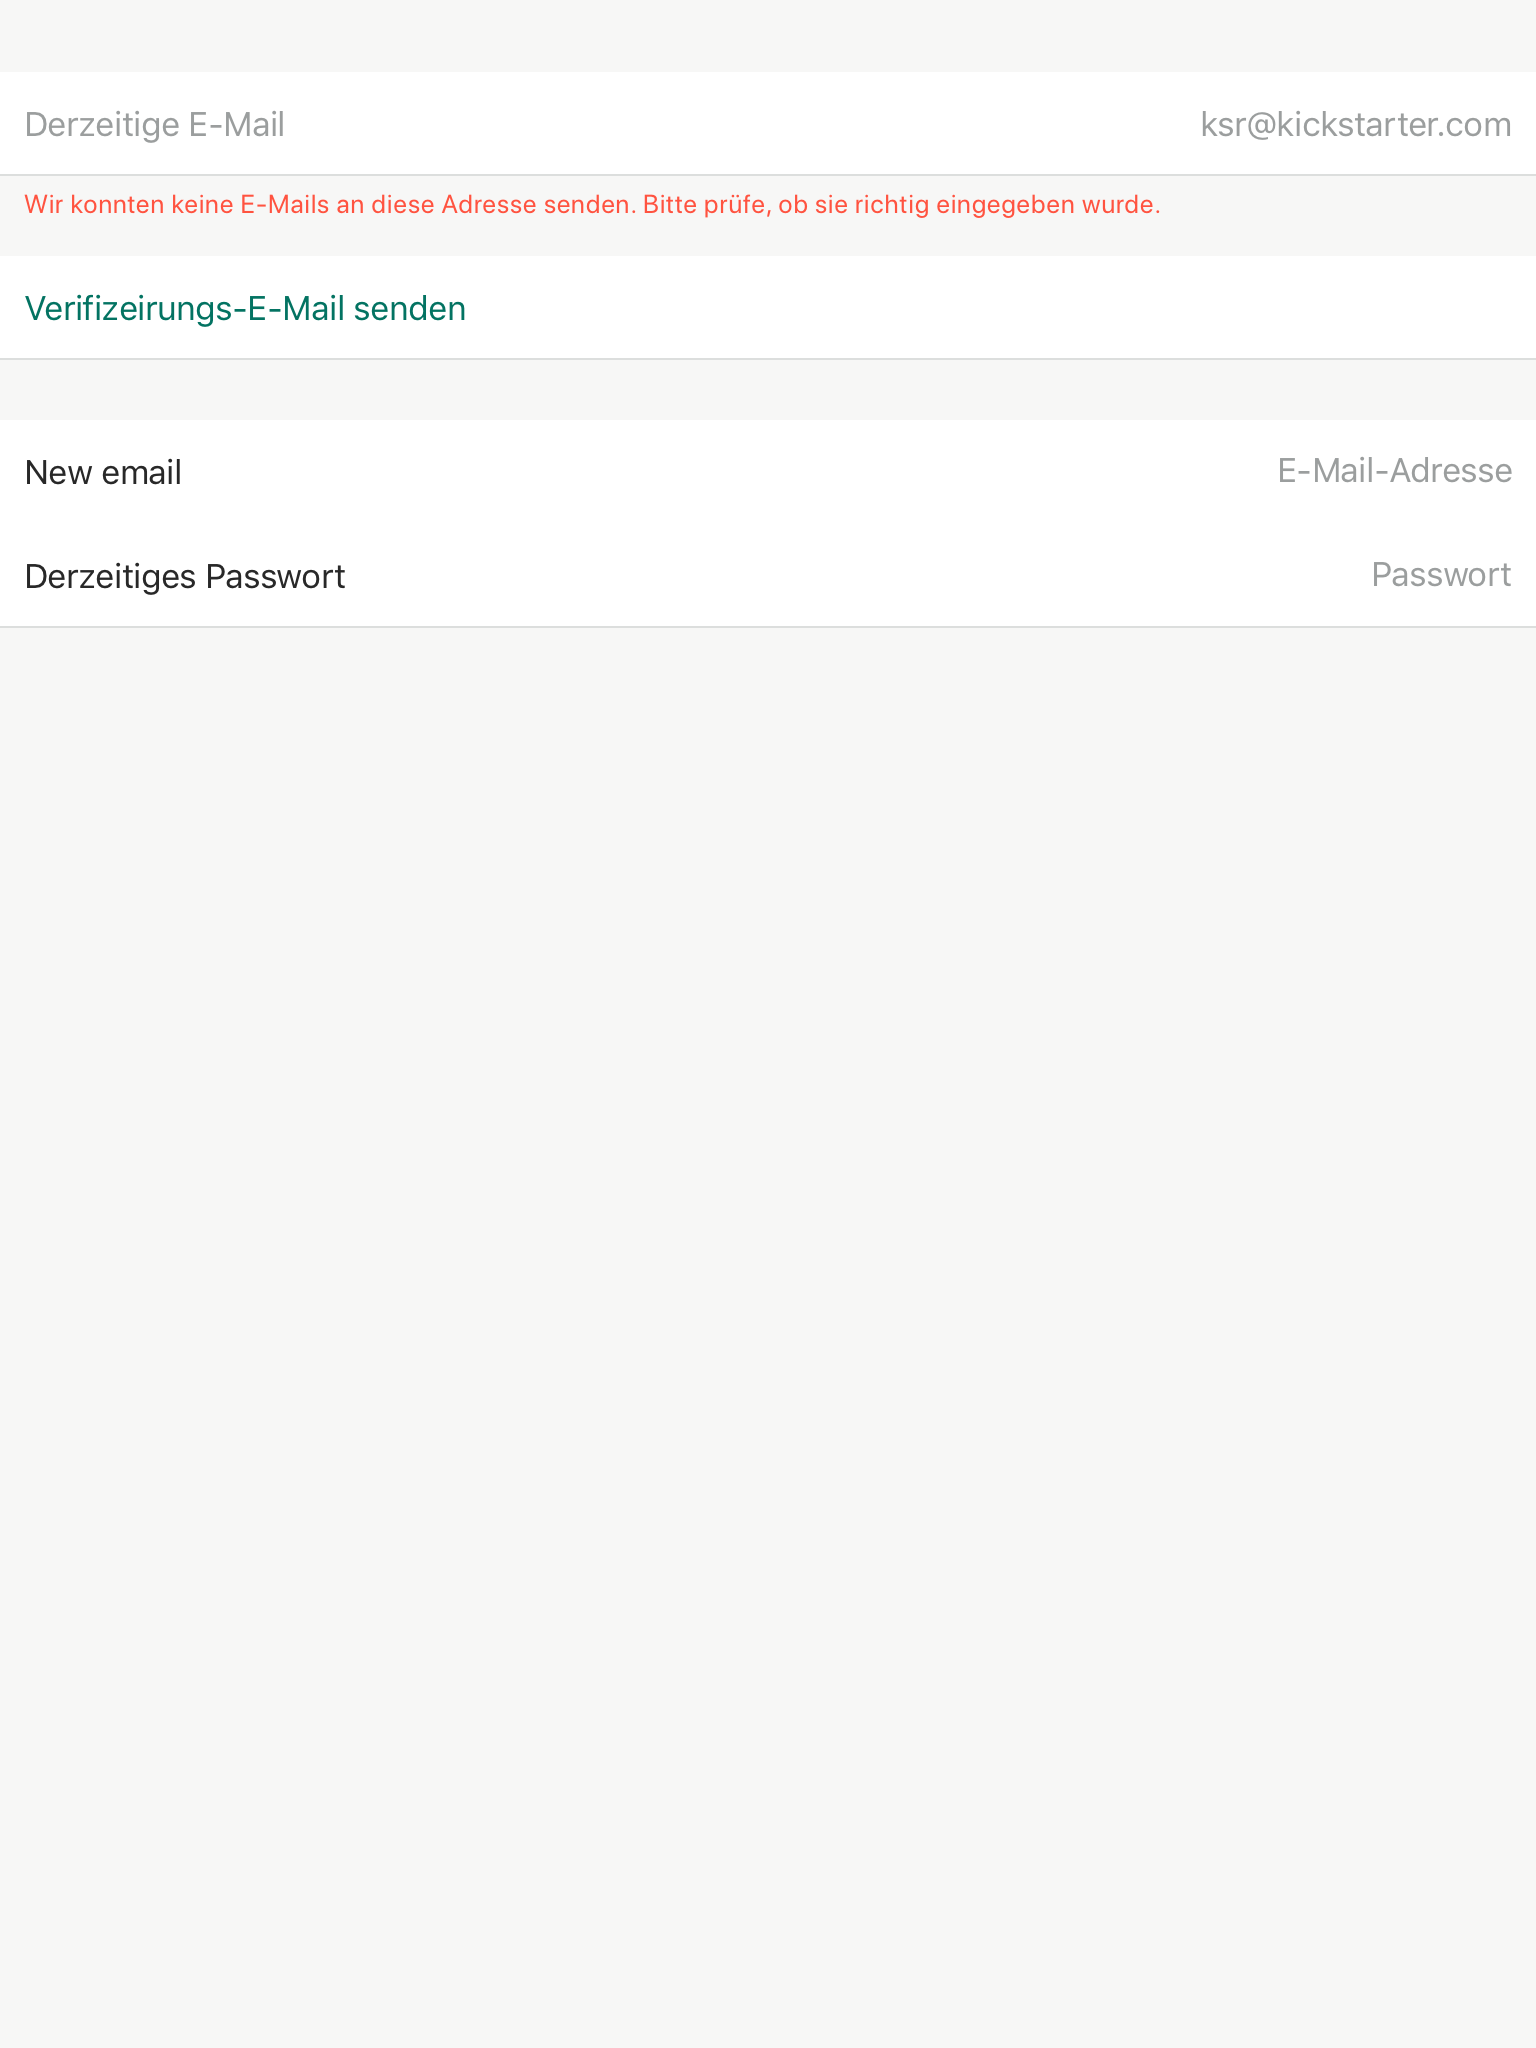 Derzeitige E-Mail ksr@kickstarter.com
Wir konnten keine E-Mails an diese Adresse senden. Bitte prüfe, ob sie richtig eingegeben wurde.
Verifizeirungs-E-Mail senden
New email E-Mail-Adresse
Derzeitiges Passwort Passwort